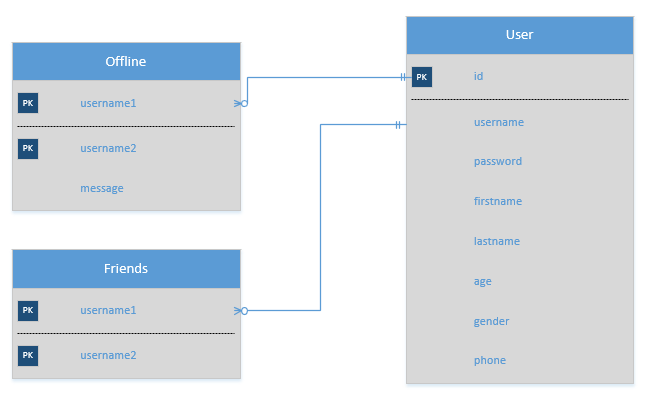 Offline
PK username1
PK username2
message
Friends
PK username1
PK username2
User
PK id
username
password
firstname
lastname
age
gender
phone